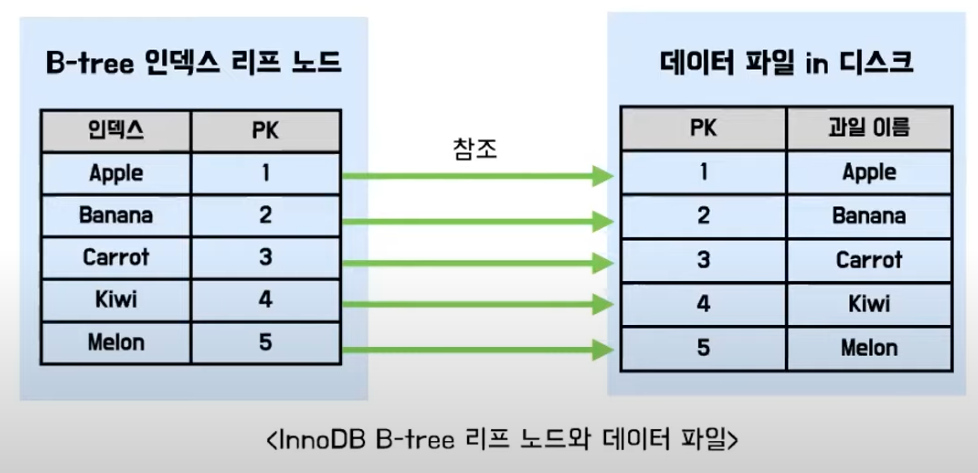 B-tree 인덱스 리프 노드
인덱스 PK
Apple 1
Banana 2
Carrot 3
Kiwi 4
Melon 5
참조
데이터 파일 in 디스크
PK 과일 이름
1 Apple
2 Banana
3 Carrot
4 Kiwi
5 Melon
<InnoDB B-tree 리프 노드와 데이터 파일>